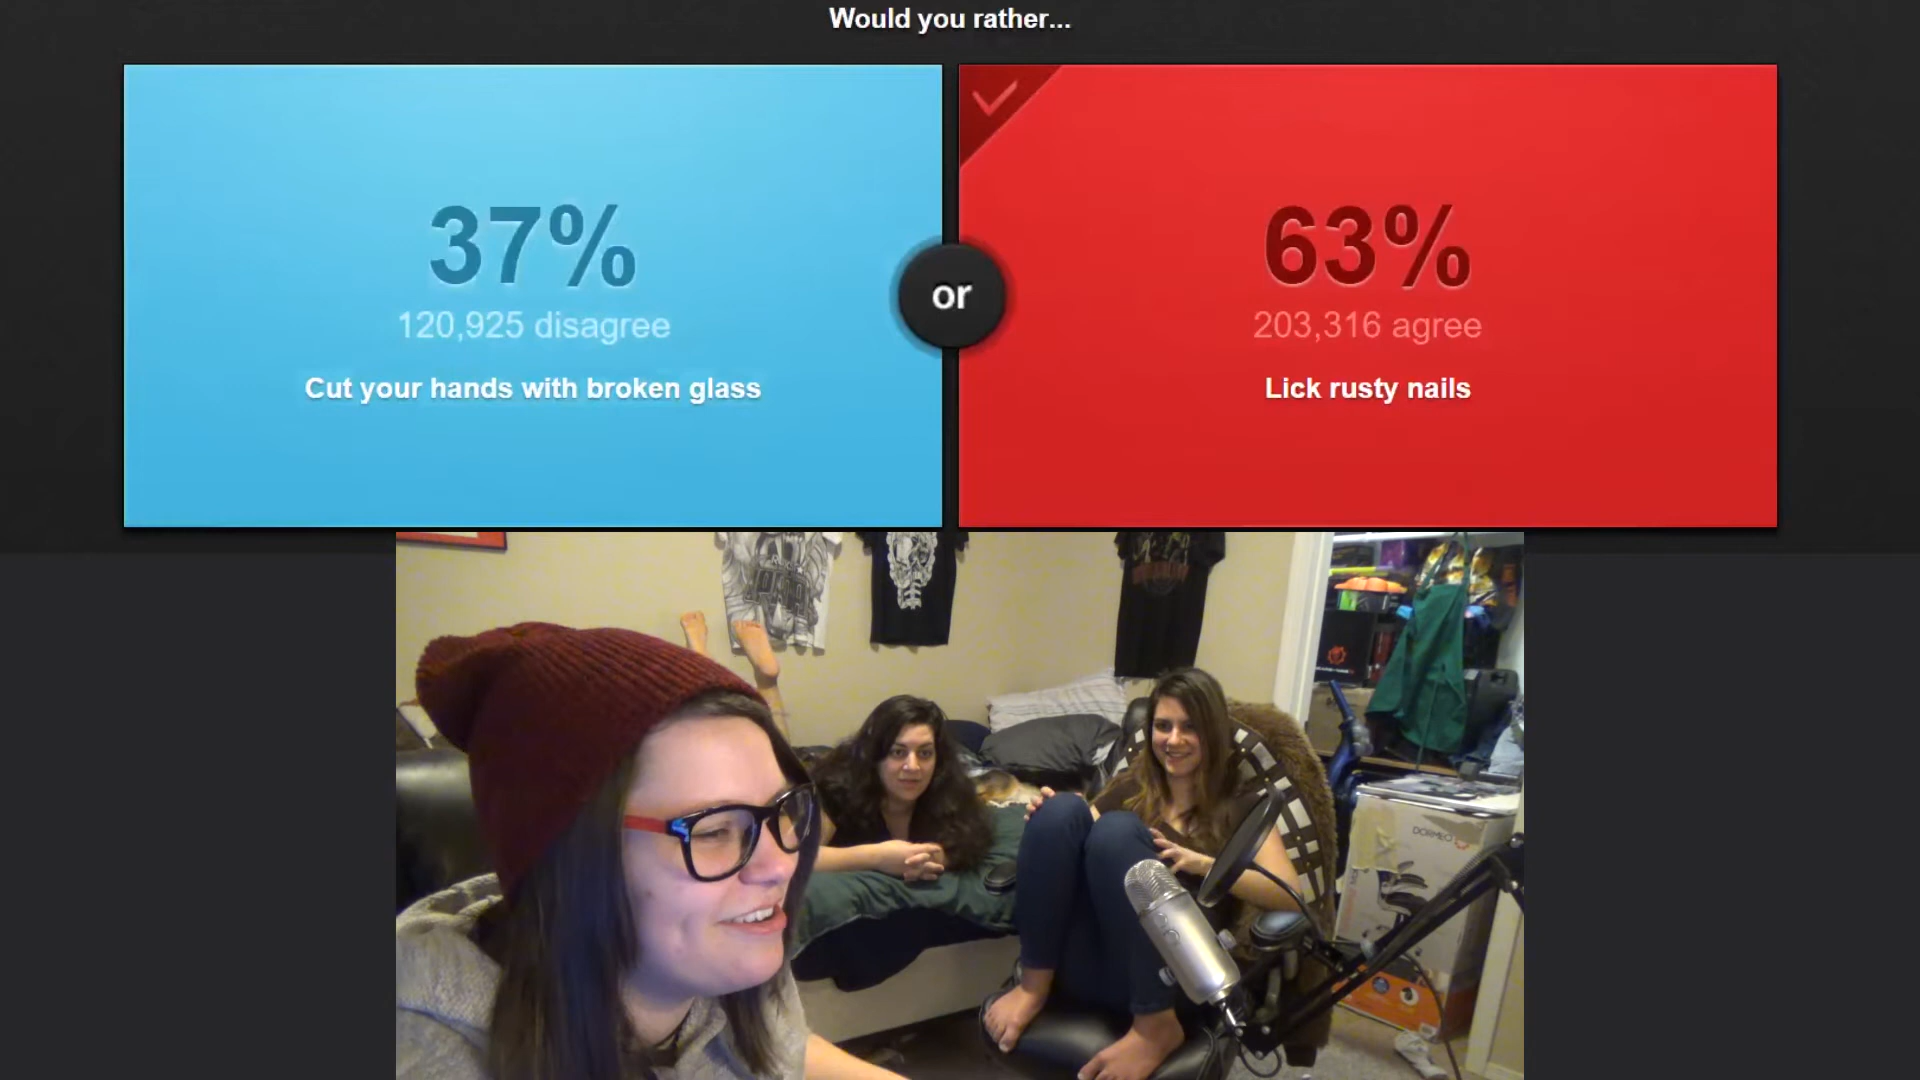 Would you rather...
37%
120,925 disagree
Cut your hands with broken glass
or
63%
203,316 agree
Lick rusty nails
DORMEO